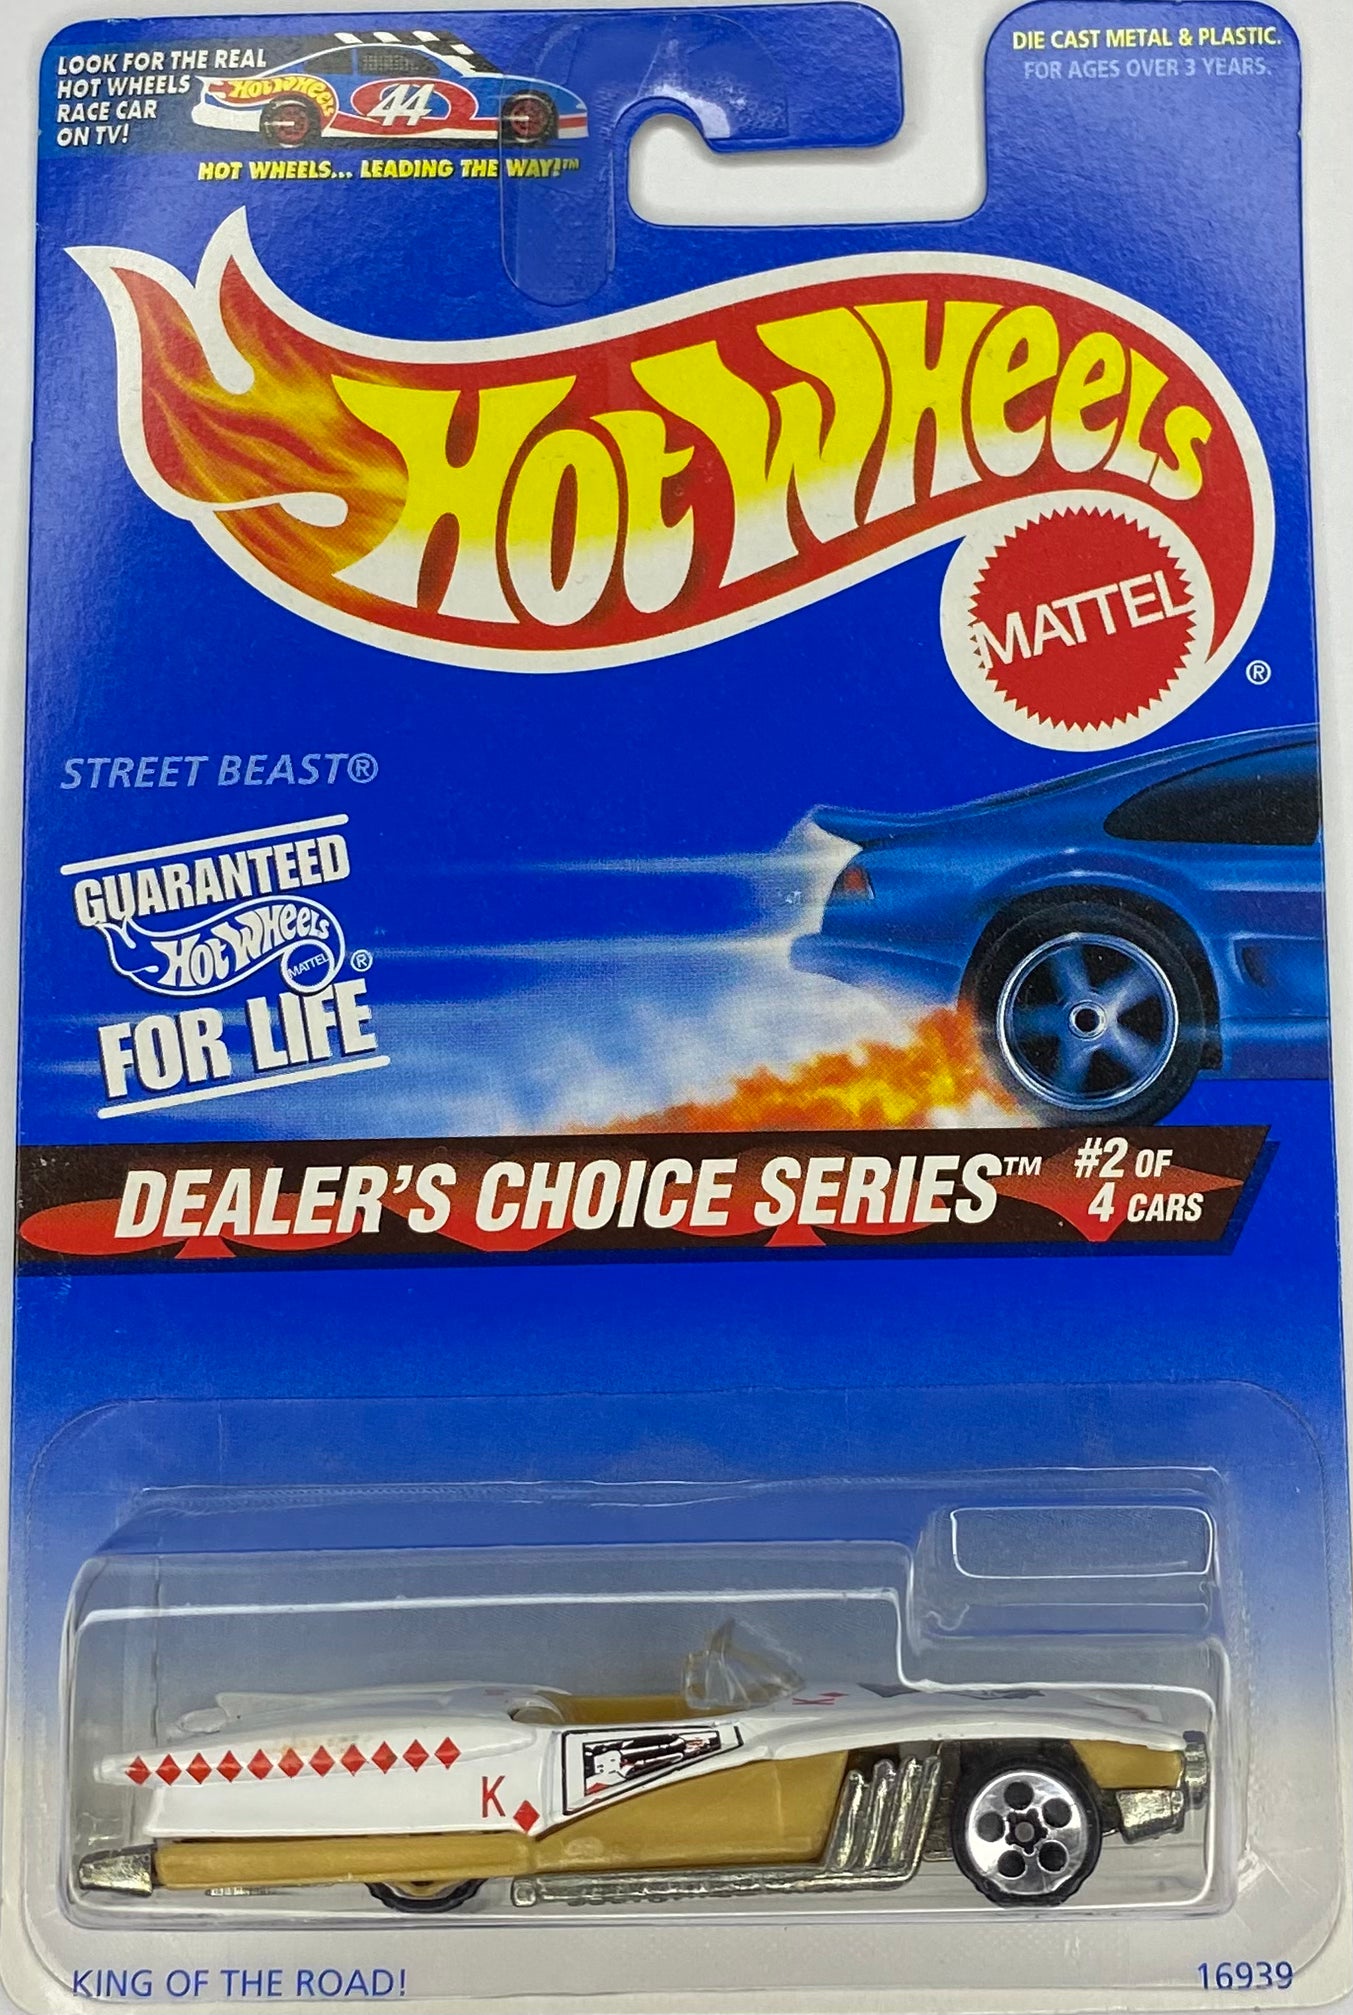 LOOK FOR THE REAL
HOT WHEELS
RACE CAR
ON TV!
Hot Wheels
44
HOT WHEELS... LEADING THE WAY!™
DIE CAST METAL & PLASTIC.
FOR AGES OVER 3 YEARS.
Hot Wheels
MATTEL
®
STREET BEAST®
GUARANTEED
Hot Wheels
MATTEL ®
FOR LIFE
DEALER'S CHOICE SERIES™
#2 OF
4 CARS
K
K
KING OF THE ROAD!
16939